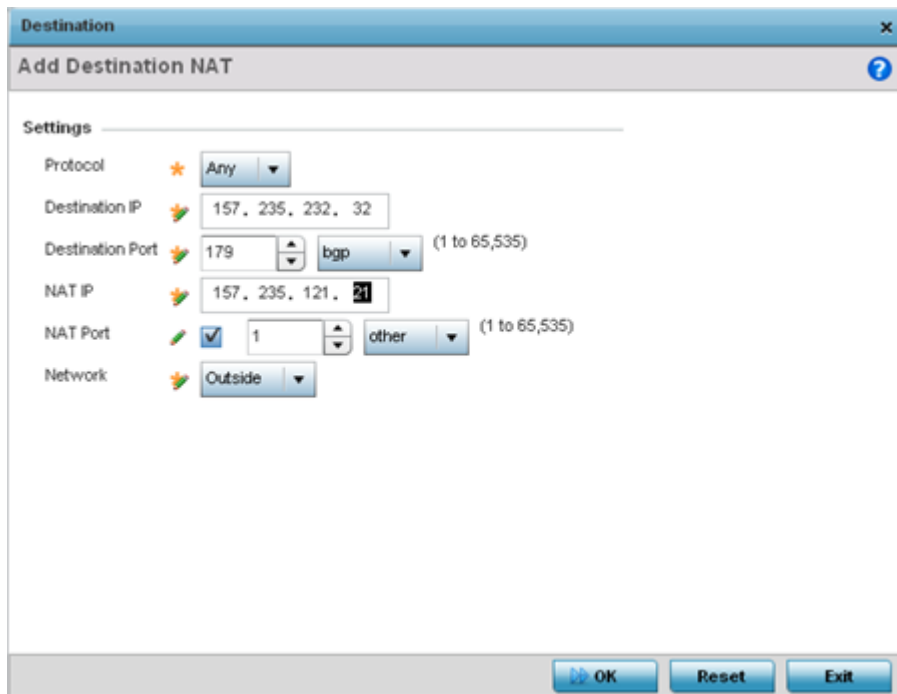 Destination ×
Add Destination NAT ?
Settings
Protocol * Any
Destination IP 157. 235. 232. 32
Destination Port 179 bgp (1 to 65,535)
NAT IP 157. 235. 121. 21
NAT Port 1 other (1 to 65,535)
Network Outside
OK Reset Exit